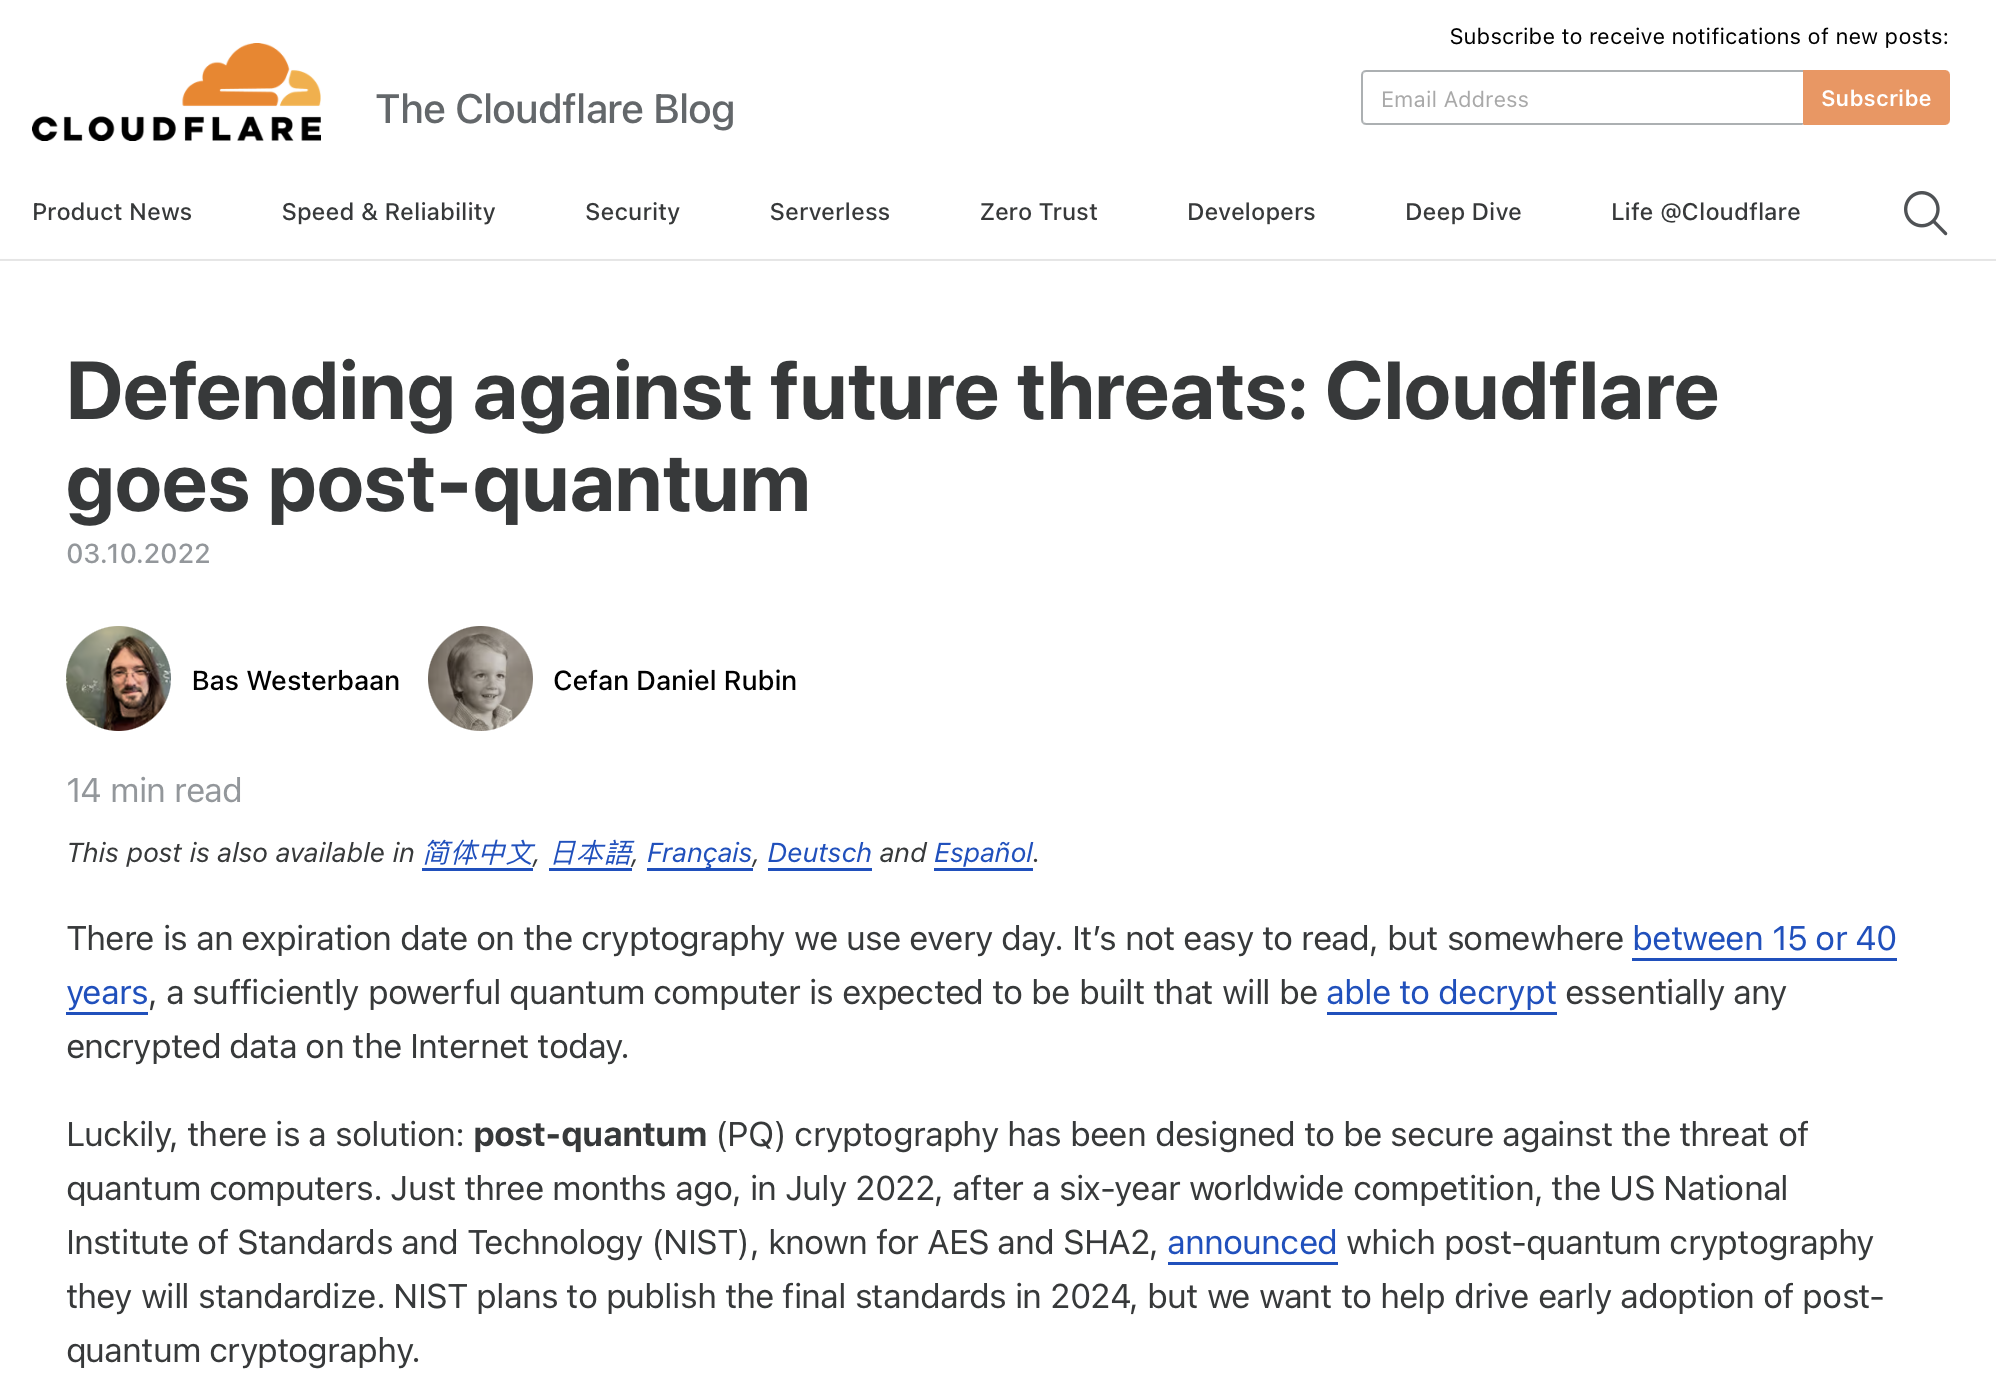 Subscribe to receive notifications of new posts:
CLOUDFLARE
The Cloudflare Blog
Email Address
Subscribe
Product News
Speed & Reliability
Security
Serverless
Zero Trust
Developers
Deep Dive
Life @Cloudflare
Defending against future threats: Cloudflare
goes post-quantum
03.10.2022
Bas Westerbaan
Cefan Daniel Rubin
14 min read
This post is also available in 简体中文, 日本語, Français, Deutsch and Español.
There is an expiration date on the cryptography we use every day. It’s not easy to read, but somewhere between 15 or 40
years, a sufficiently powerful quantum computer is expected to be built that will be able to decrypt essentially any
encrypted data on the Internet today.
Luckily, there is a solution: post-quantum (PQ) cryptography has been designed to be secure against the threat of
quantum computers. Just three months ago, in July 2022, after a six-year worldwide competition, the US National
Institute of Standards and Technology (NIST), known for AES and SHA2, announced which post-quantum cryptography
they will standardize. NIST plans to publish the final standards in 2024, but we want to help drive early adoption of post-
quantum cryptography.